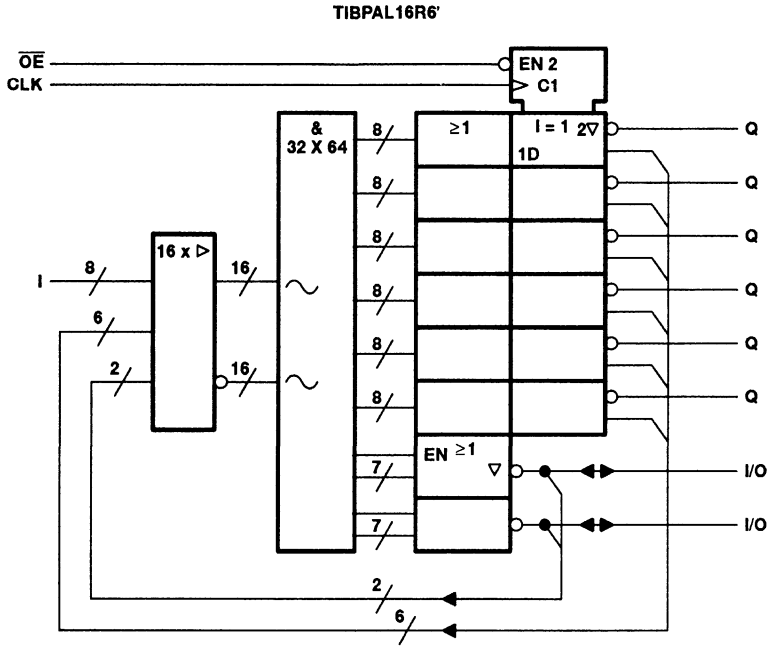 TIBPAL16R6'
OE
EN 2
CLK
C1
&
32 X 64
8
≥1
I = 1
2▽
Q
1D
8
Q
8
Q
16 x ▷
I
8
16
8
Q
6
8
Q
2
16
8
Q
EN
≥1
▽
7
I/O
7
I/O
2
6